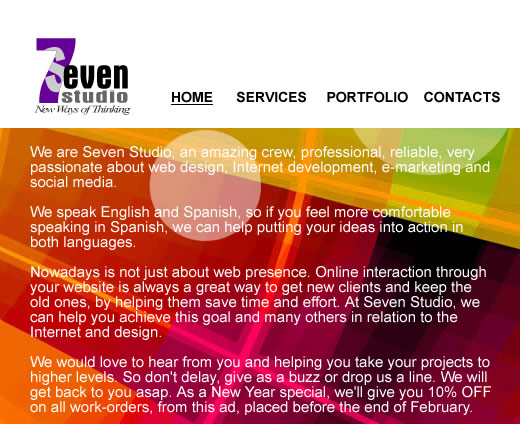 7
Seven
studio
New Ways of Thinking
HOME SERVICES PORTFOLIO CONTACTS
We are Seven Studio, an amazing crew, professional, reliable, very
passionate about web design, Internet development, e-marketing and
social media.
We speak English and Spanish, so if you feel more comfortable
speaking in Spanish, we can help putting your ideas into action in
both languages.
Nowadays is not just about web presence. Online interaction through
your website is always a great way to get new clients and keep the
old ones, by helping them save time and effort. At Seven Studio, we
can help you achieve this goal and many others in relation to the
Internet and design.
We would love to hear from you and helping you take your projects to
higher levels. So don't delay, give as a buzz or drop us a line. We will
get back to you asap. As a New Year special, we'll give you 10% OFF
on all work-orders, from this ad, placed before the end of February.